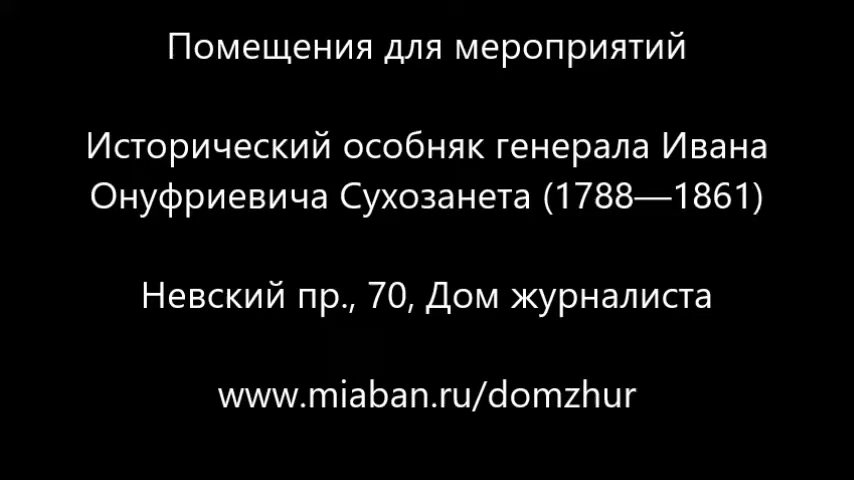 Помещения для мероприятий
Исторический особняк генерала Ивана
Онуфриевича Сухозанета (1788—1861)
Невский пр., 70, Дом журналиста
www.miaban.ru/domzhur